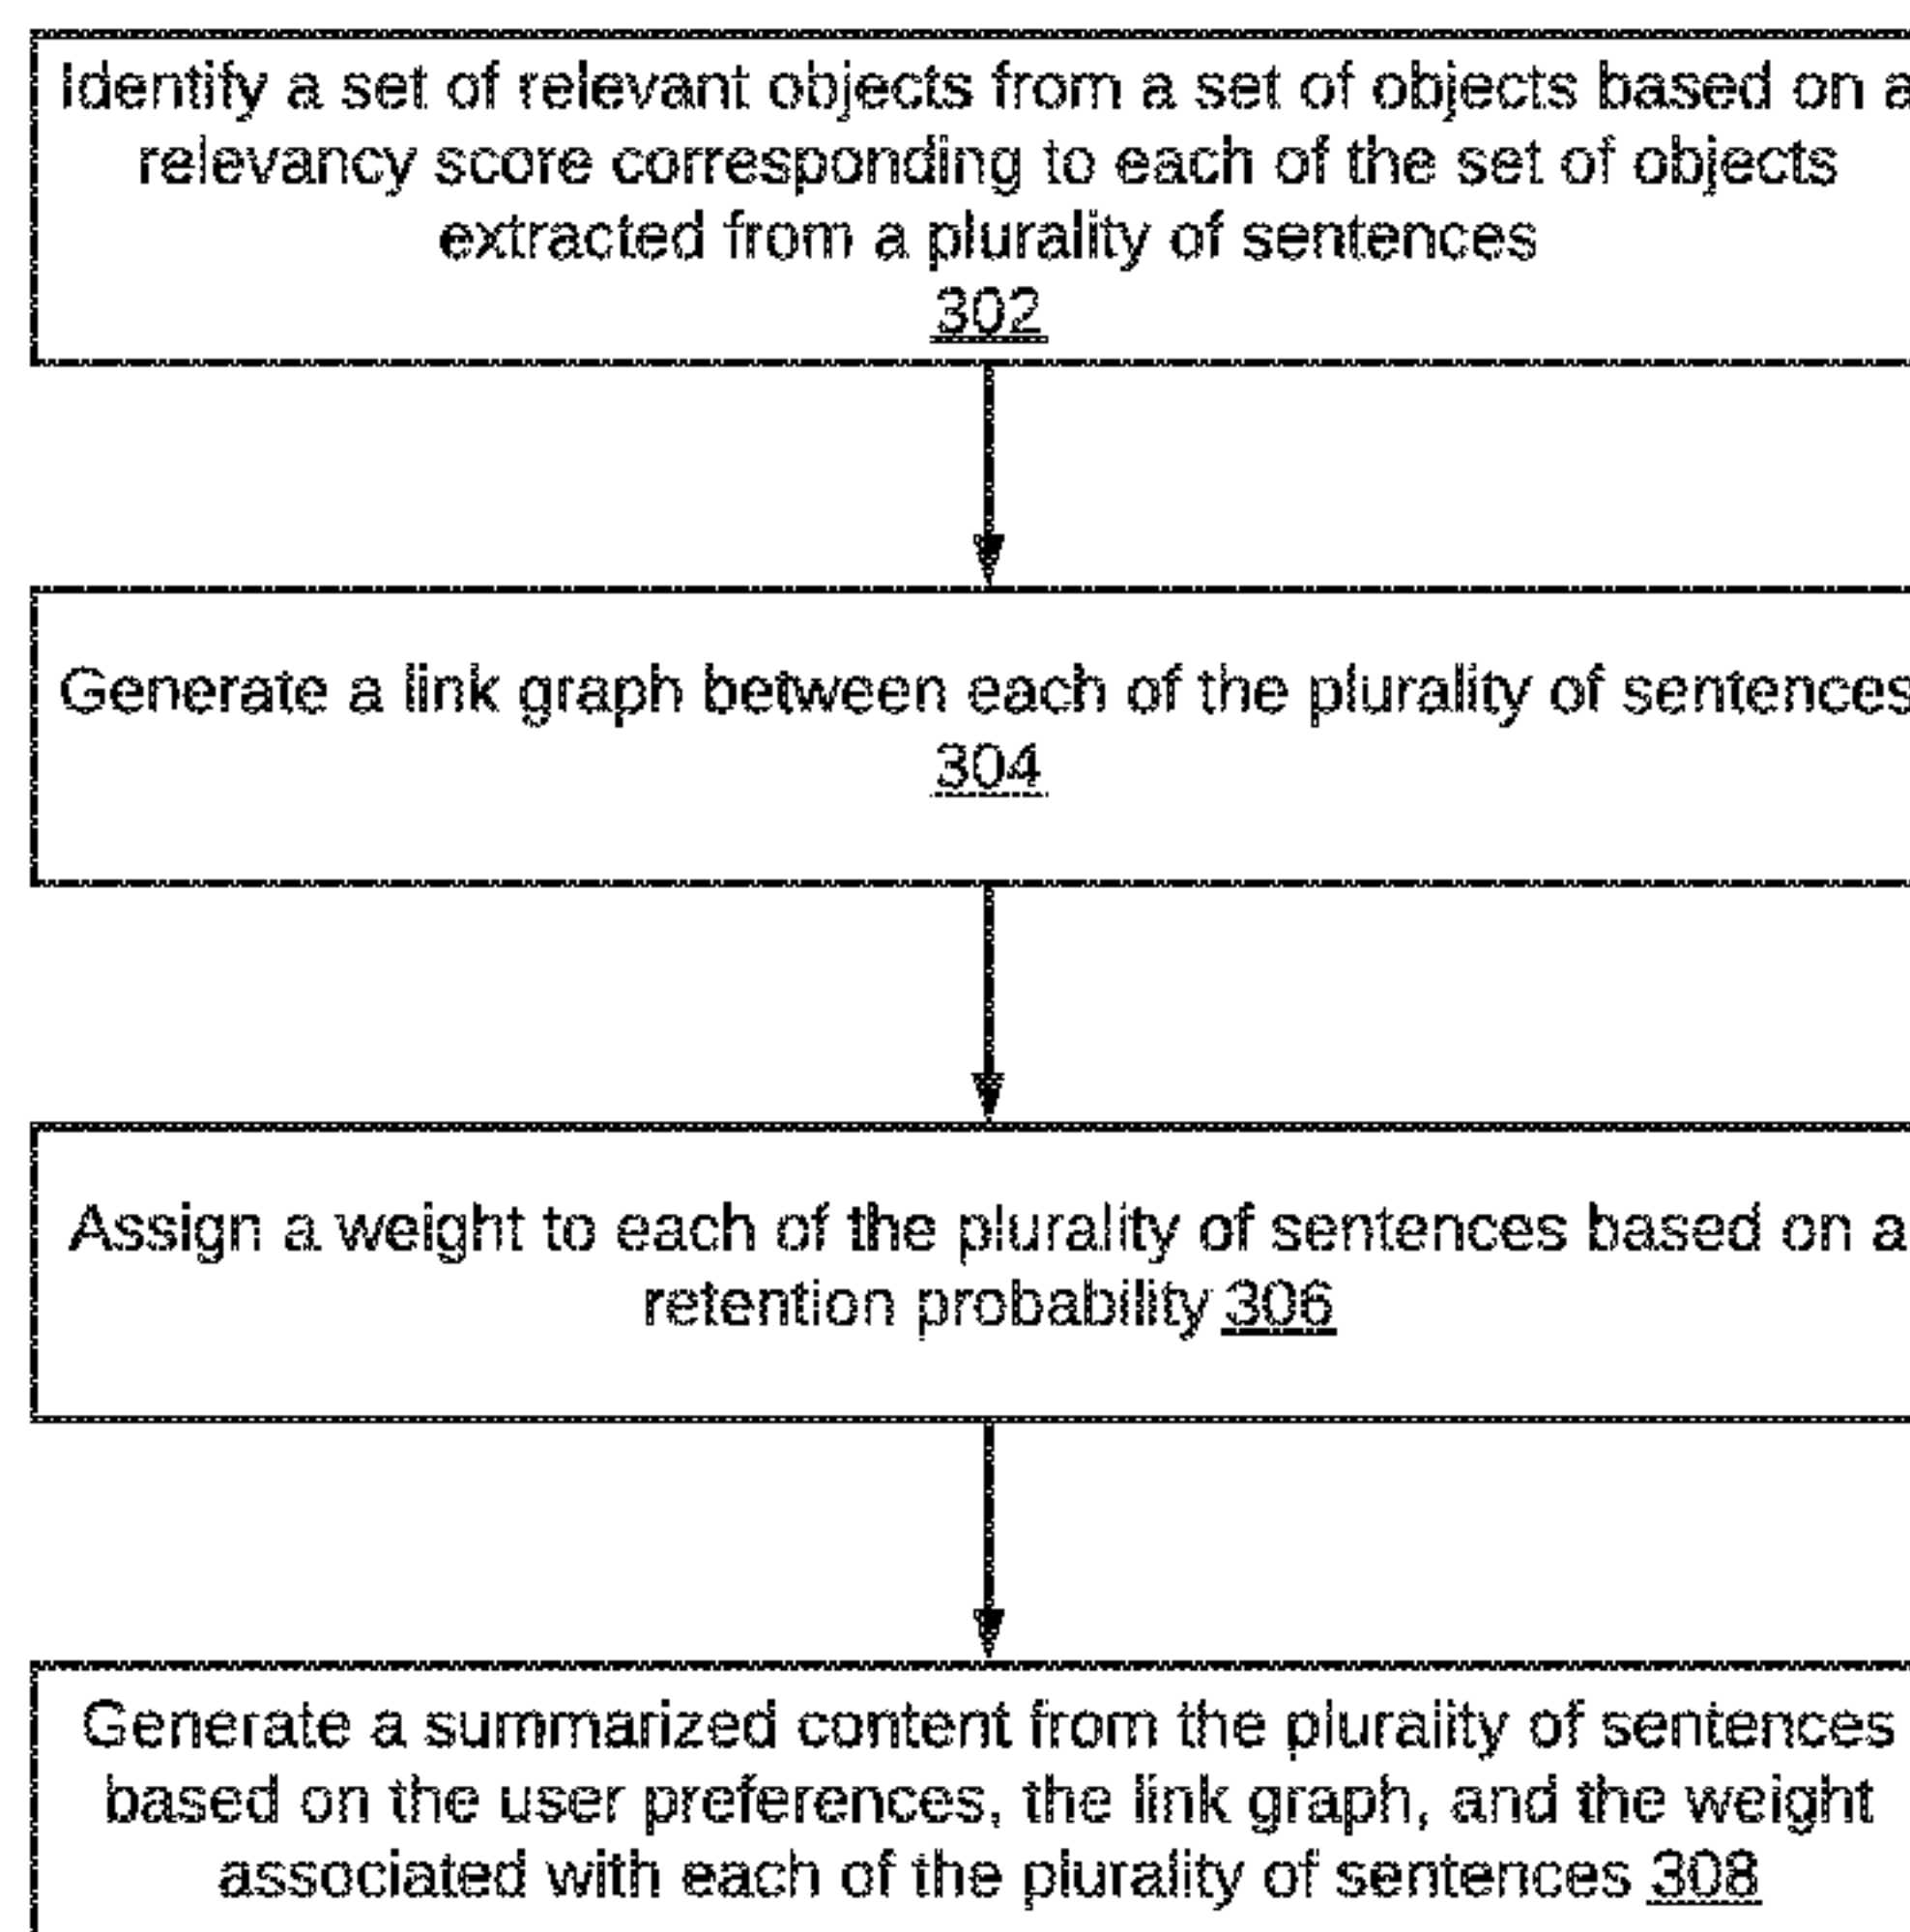 Identify a set of relevant objects from a set of objects based on a
relevancy score corresponding to each of the set of objects
extracted from a plurality of sentences
302
Generate a link graph between each of the plurality of sentences
304
Assign a weight to each of the plurality of sentences based on a
retention probability 306
Generate a summarized content from the plurality of sentences
based on the user preferences, the link graph, and the weight
associated with each of the plurality of sentences 308